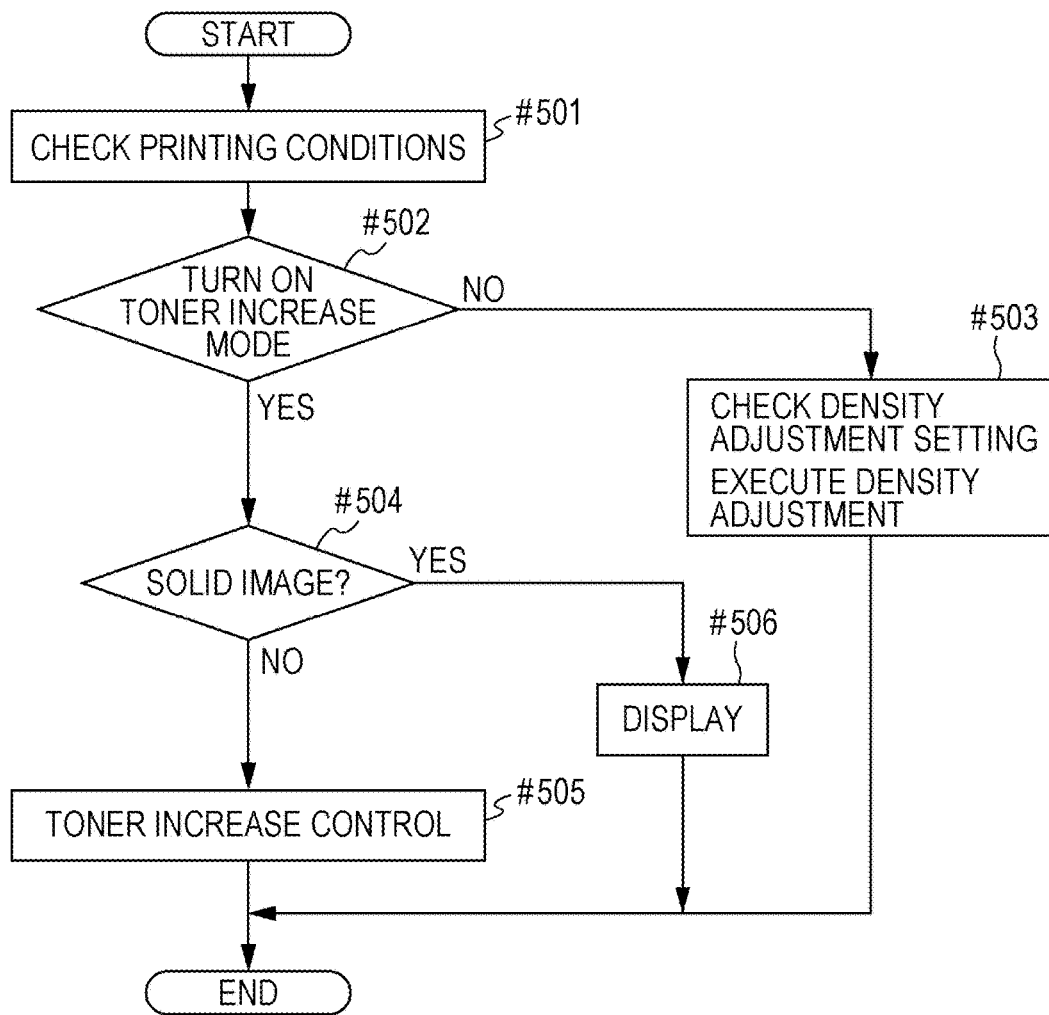 START
#501
CHECK PRINTING CONDITIONS
#502
TURN ON
TONER INCREASE
MODE
NO
YES
#503
CHECK DENSITY
ADJUSTMENT SETTING
EXECUTE DENSITY
ADJUSTMENT
#504
SOLID IMAGE?
YES
NO
#506
DISPLAY
#505
TONER INCREASE CONTROL
END